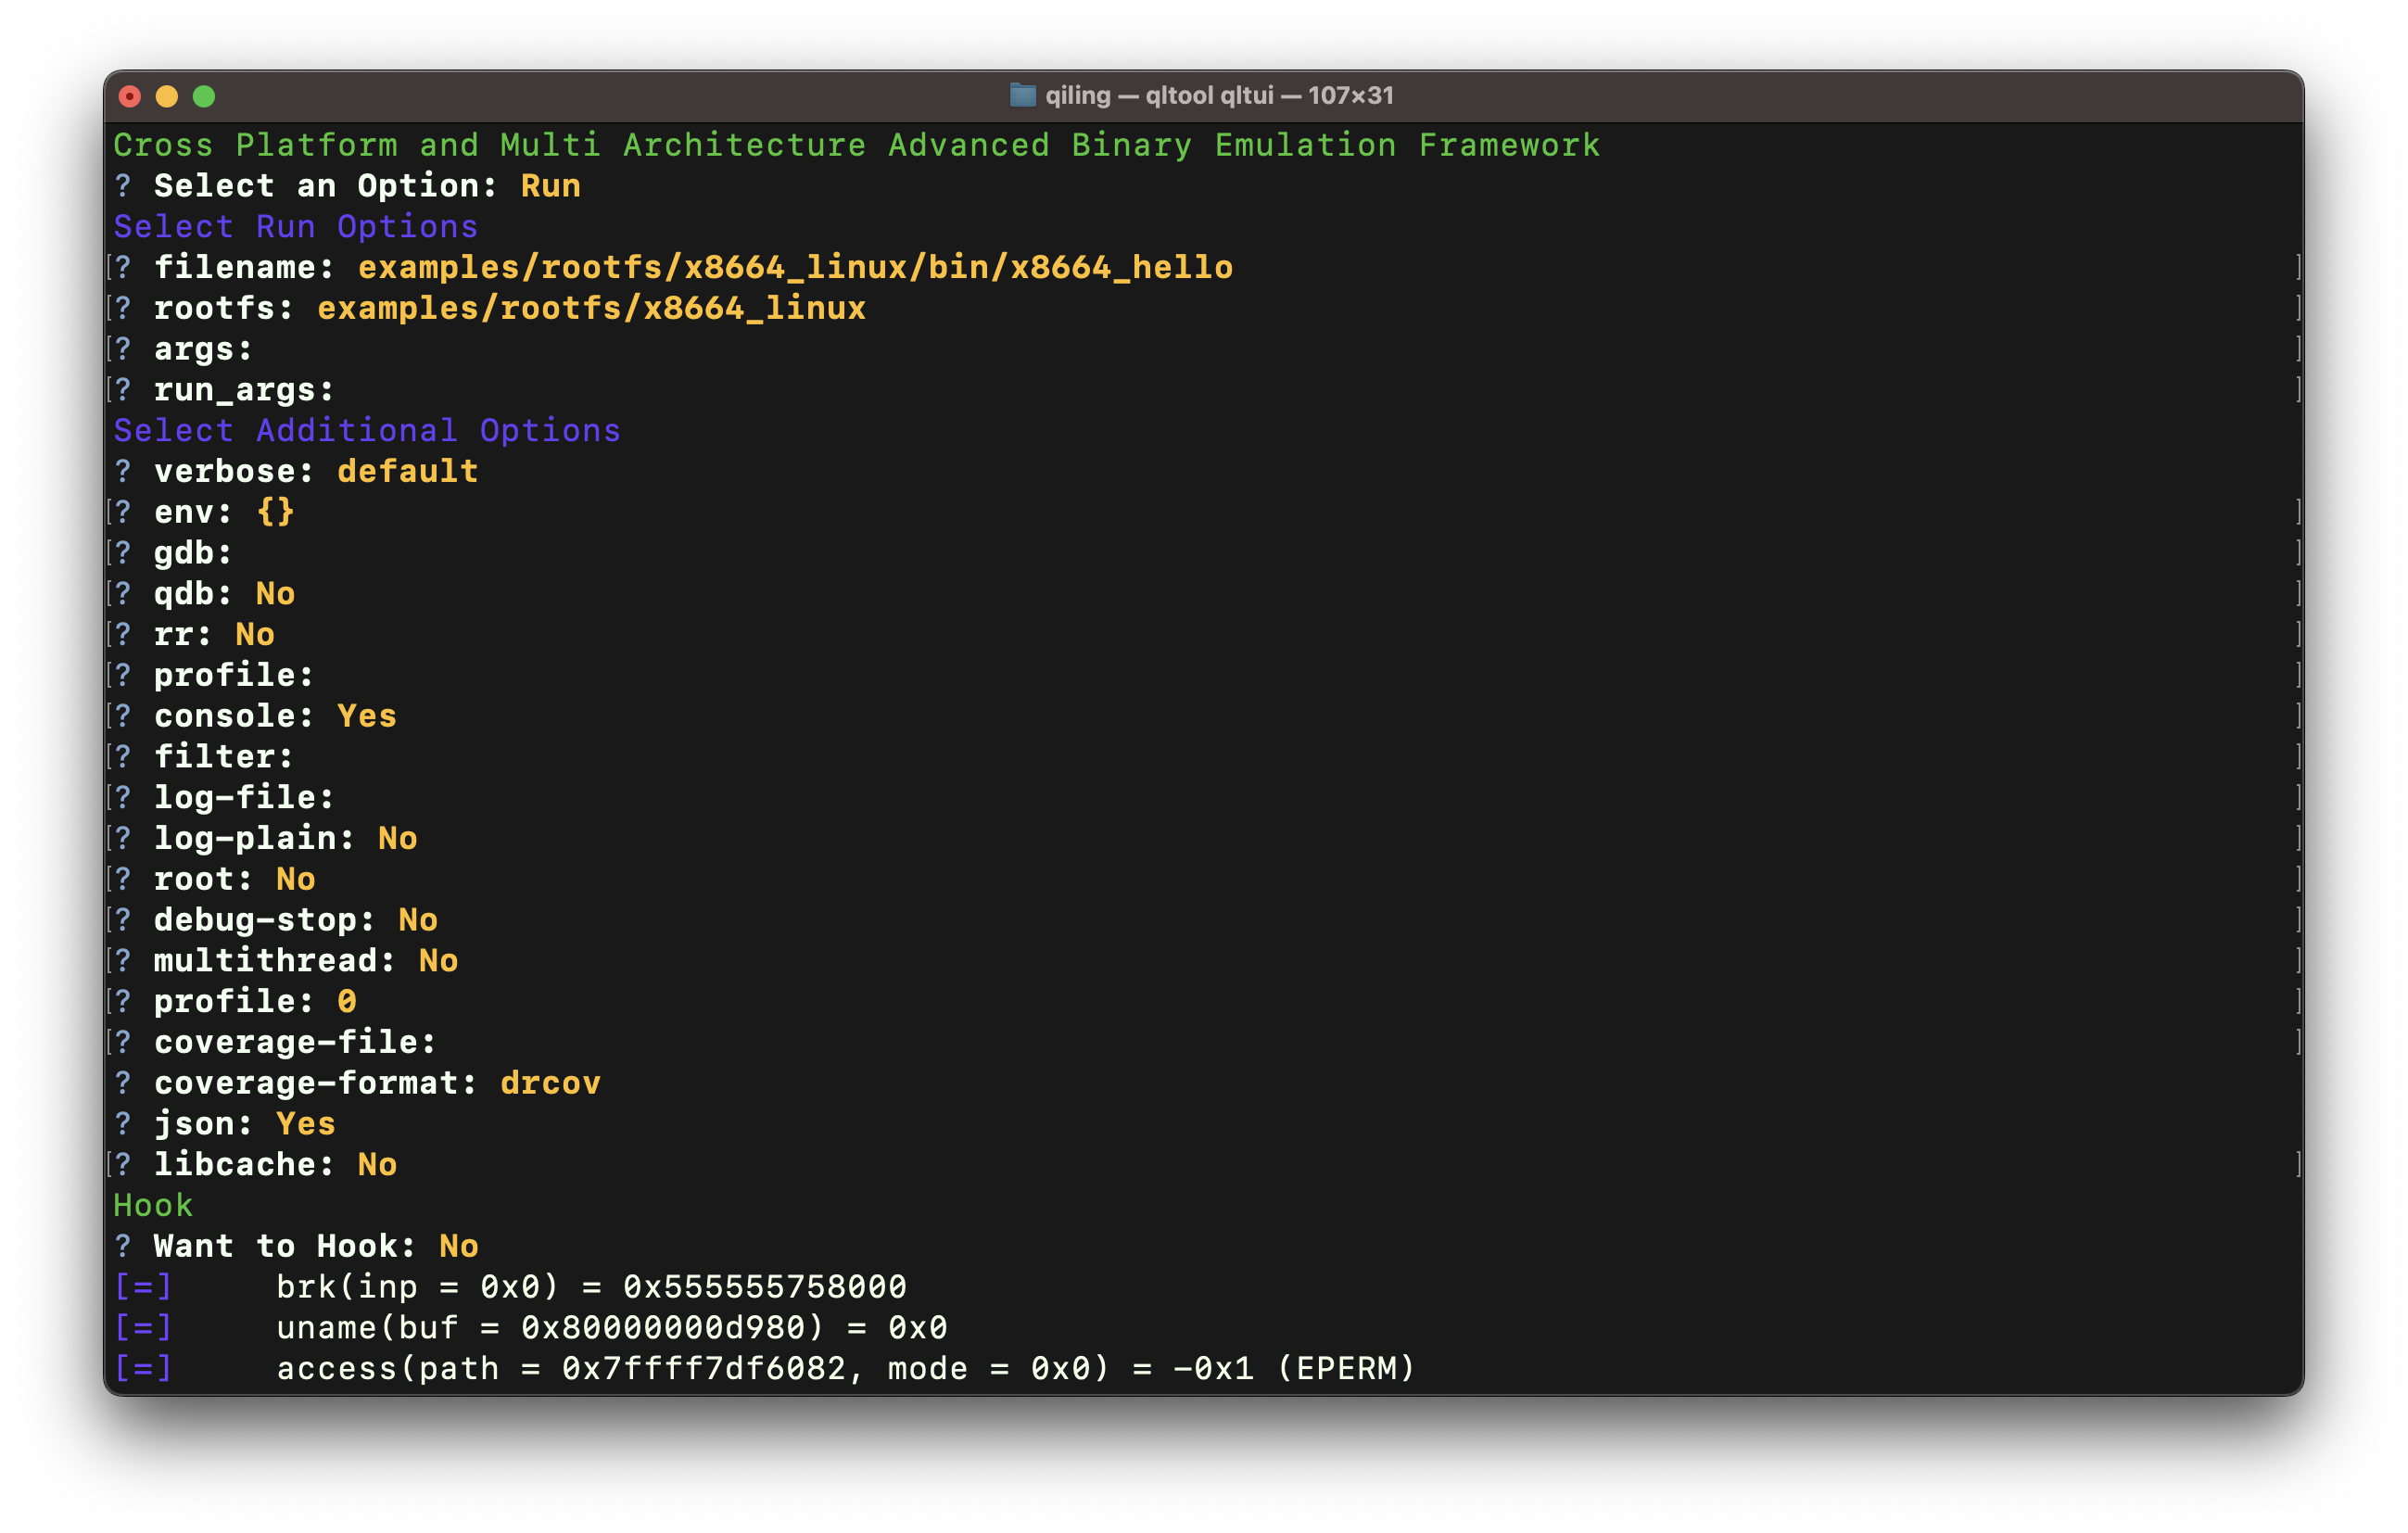 qiling — qltool qltui — 107×31
Cross Platform and Multi Architecture Advanced Binary Emulation Framework
? Select an Option: Run
Select Run Options
[? filename: examples/rootfs/x8664_linux/bin/x8664_hello ]
[? rootfs: examples/rootfs/x8664_linux ]
[? args: ]
[? run_args: ]
Select Additional Options
? verbose: default
[? env: {} ]
[? gdb: ]
[? qdb: No ]
[? rr: No ]
[? profile: ]
[? console: Yes ]
[? filter: ]
[? log-file: ]
[? log-plain: No ]
[? root: No ]
[? debug-stop: No ]
[? multithread: No ]
[? profile: 0 ]
[? coverage-file: ]
? coverage-format: drcov
? json: Yes
[? libcache: No ]
Hook
? Want to Hook: No
[=] brk(inp = 0x0) = 0x555555758000
[=] uname(buf = 0x80000000d980) = 0x0
[=] access(path = 0x7ffff7df6082, mode = 0x0) = -0x1 (EPERM)